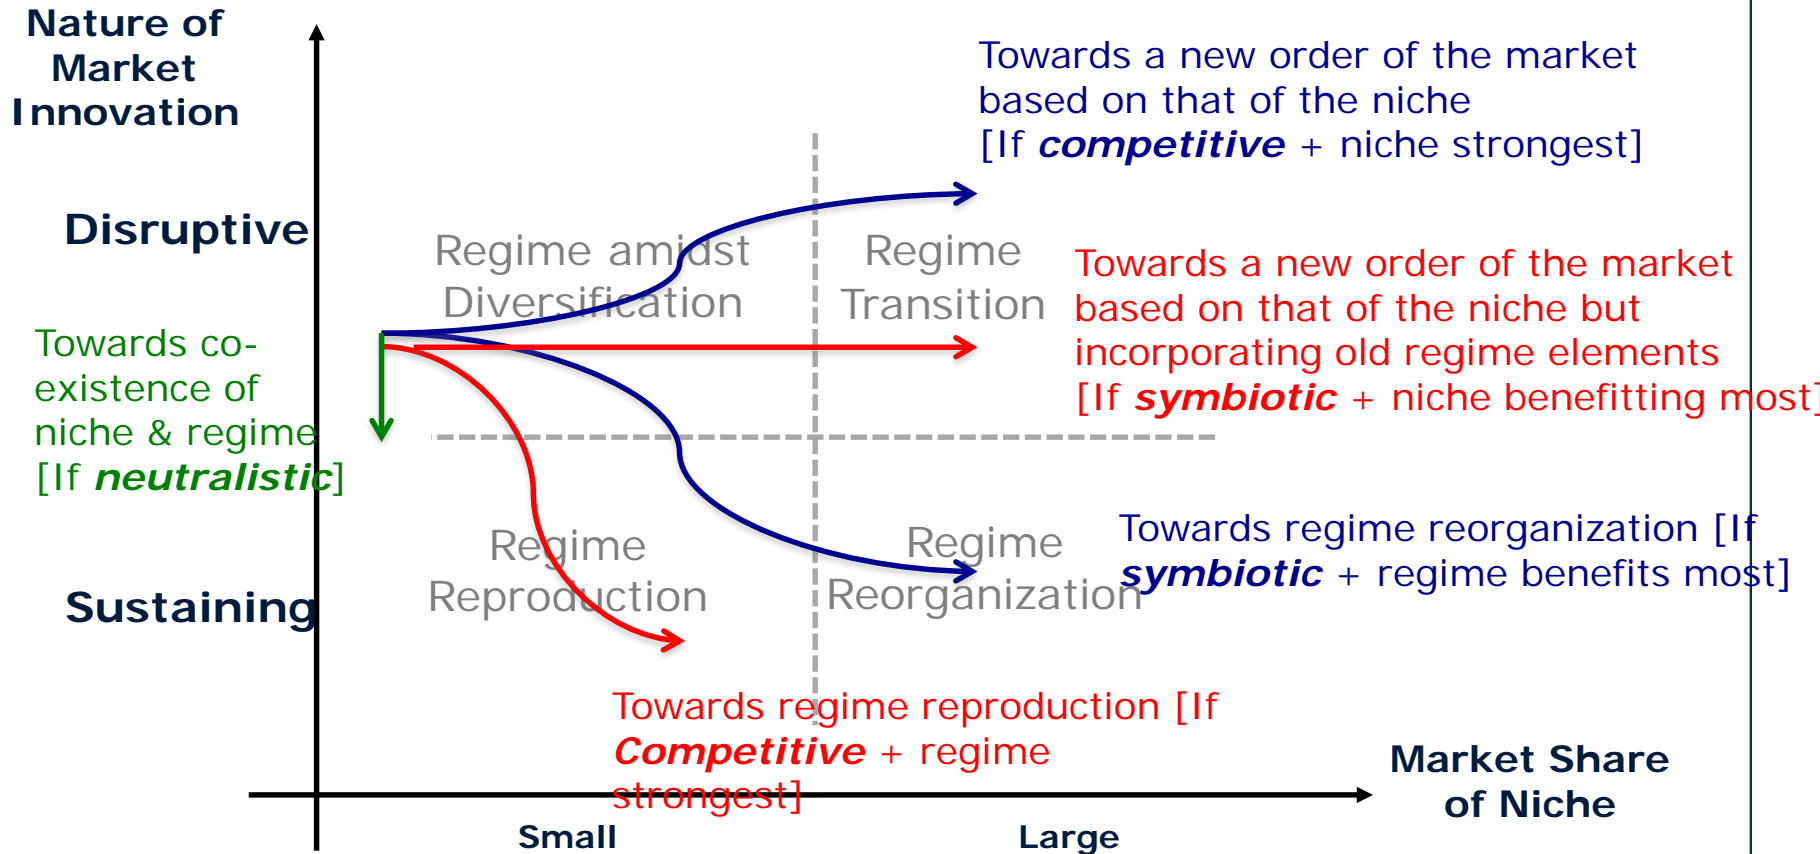 Nature of
Market
Innovation
Towards a new order of the market
based on that of the niche
[If competitive + niche strongest]
Disruptive
Regime amidst
Diversification
Regime
Transition
Towards a new order of the market
based on that of the niche but
incorporating old regime elements
[If symbiotic + niche benefitting most]
Towards co-
existence of
niche & regime
[If neutralistic]
Regime
Reproduction
Regime
Reorganization
Towards regime reorganization [If
symbiotic + regime benefits most]
Sustaining
Towards regime reproduction [If
Competitive + regime
strongest]
Market Share
of Niche
Small
Large